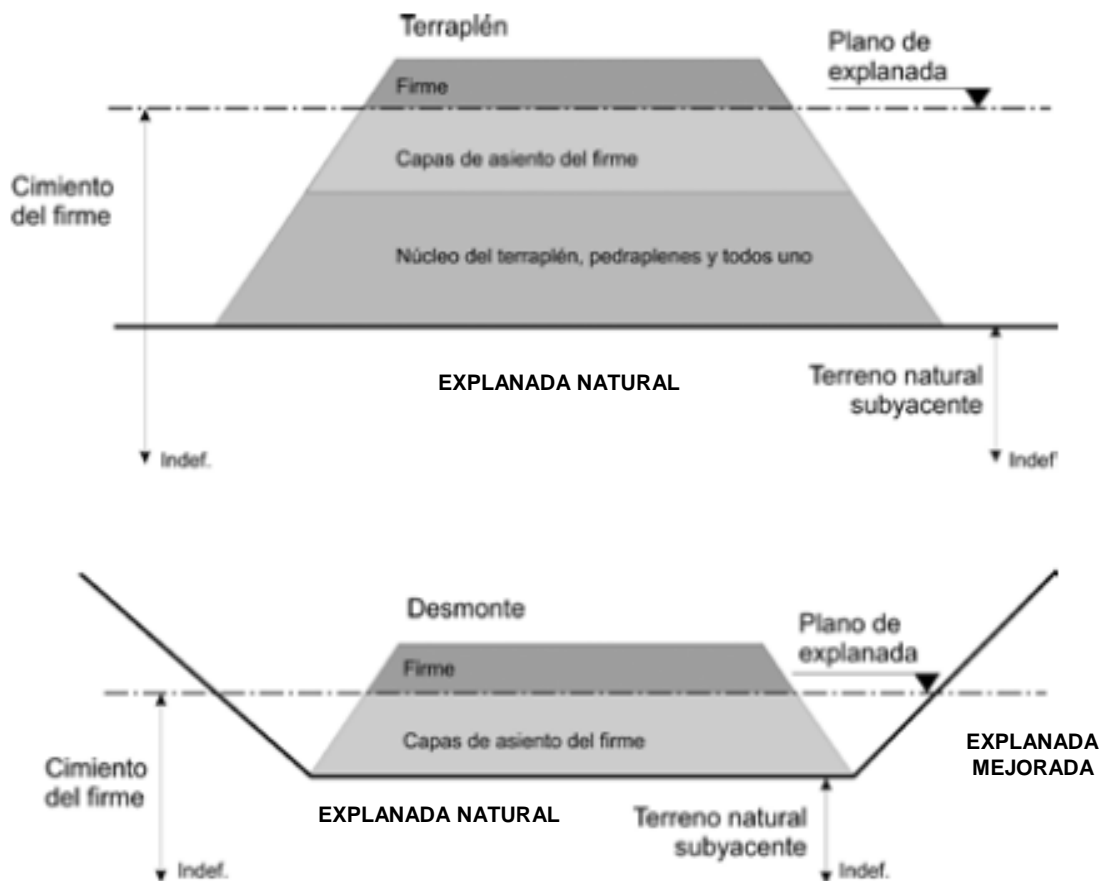 Terraplén
Plano de
explanada
Firme
Capas de asiento del firme
Cimiento
del firme
Núcleo del terraplén, pedraplenes y todos uno
EXPLANADA NATURAL
Terreno natural
subyacente
Indef.
Indef
Desmonte
Plano de
explanada
Firme
Capas de asiento del firme
EXPLANADA
MEJORADA
Cimiento
del firme
EXPLANADA NATURAL
Terreno natural
subyacente
Indef.
Indef.